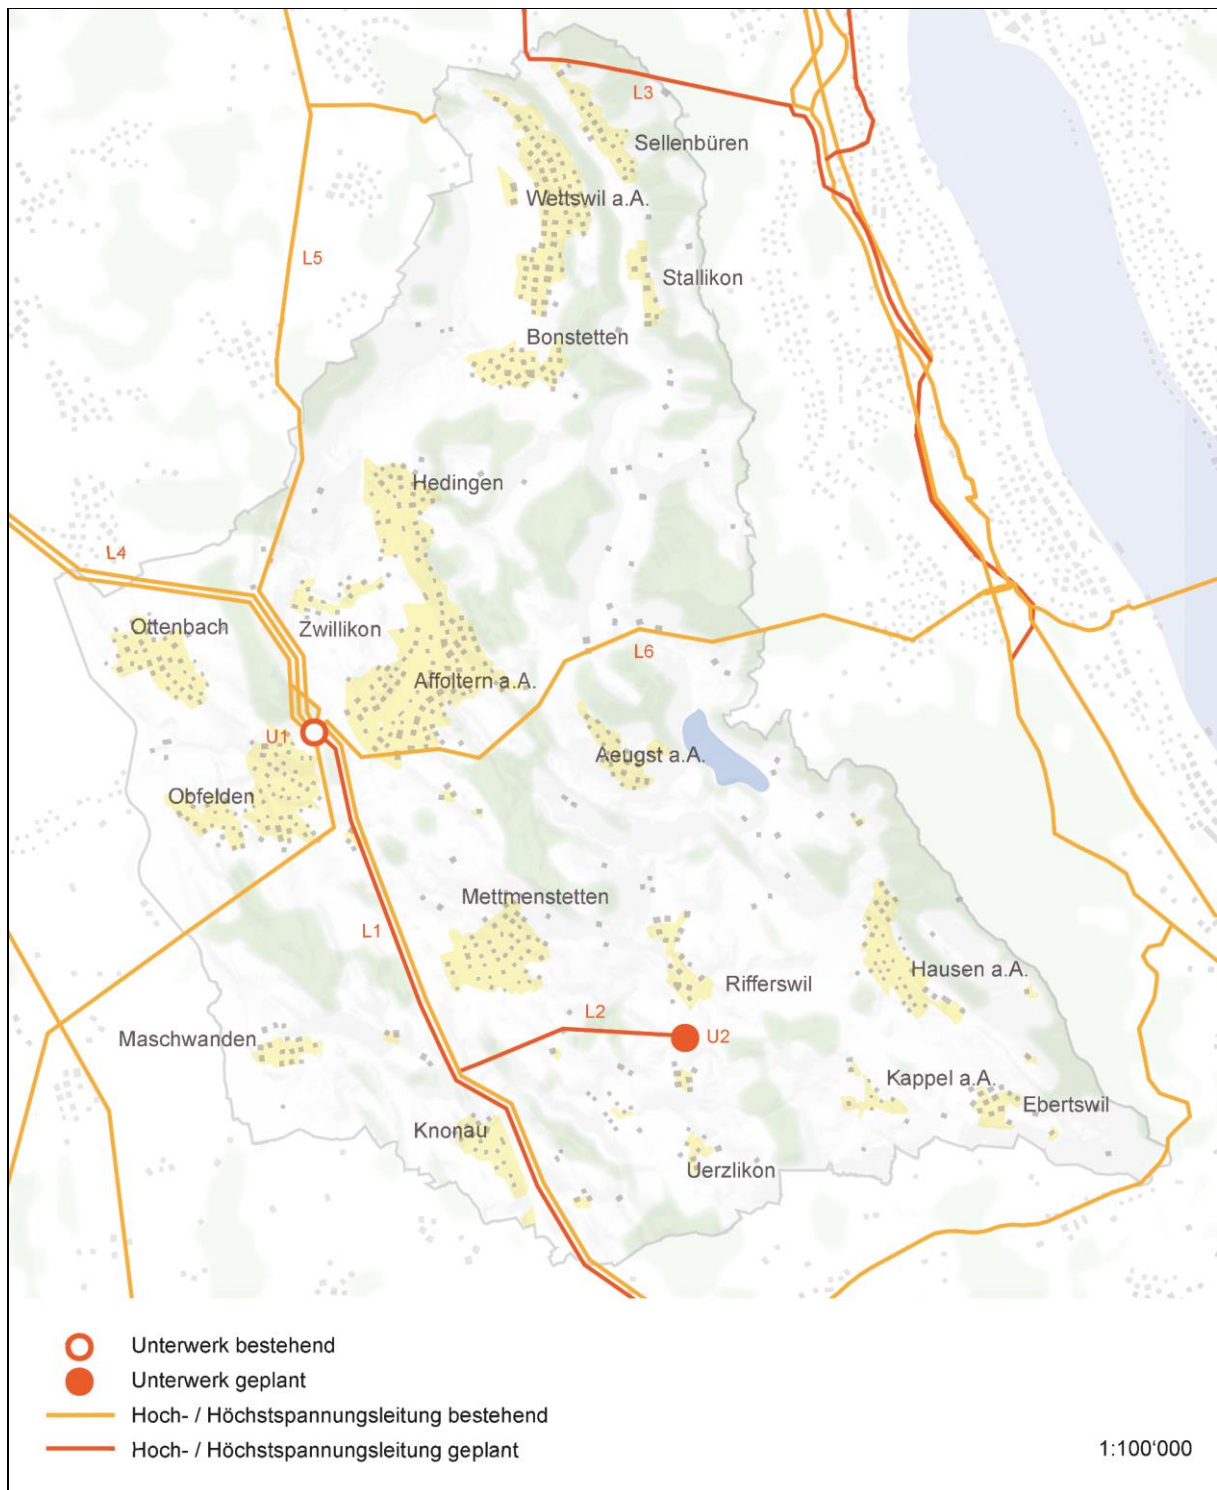 L3
Sellenbüren
Wettswil a.A.
L5
Stallikon
Bonstetten
Hedingen
L4
Ottenbach
Zwillikon
L6
Affoltern a.A.
U1
Aeugst a.A.
Obfelden
Mettmenstetten
L1
Hausen a.A.
Rifferswil
L2
Maschwanden
U2
Kappel a.A.
Ebertswil
Knonau
Uerzlikon
Unterwerk bestehend
Unterwerk geplant
Hoch- / Höchstspannungsleitung bestehend
Hoch- / Höchstspannungsleitung geplant
1:100'000